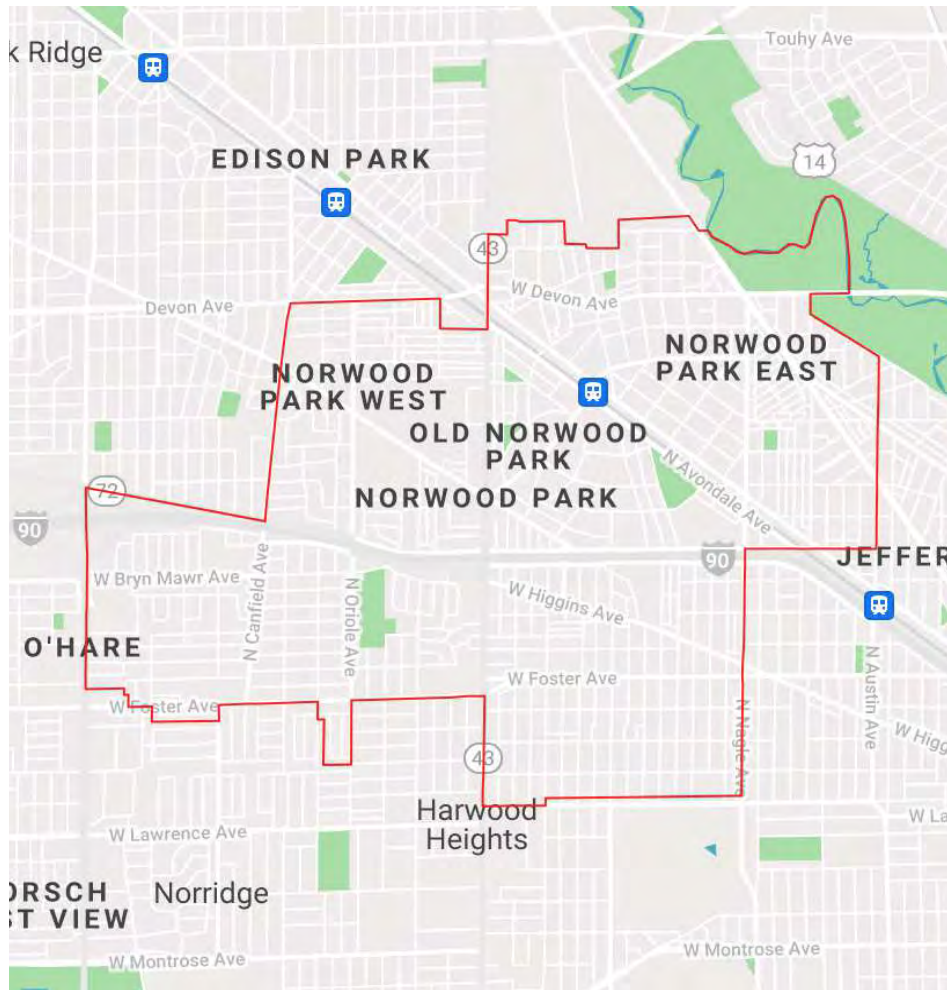 Touhy Ave
k Ridge
EDISON PARK
14
43
W Devon Ave
Devon Ave
NORWOOD
PARK EAST
NORWOOD
PARK WEST
OLD NORWOOD
PARK
N Avondale Ave
NORWOOD PARK
72
90
90
JEFFER
W Bryn Mawr Ave
N Canfield Ave
N Oriole Ave
W Higgins Ave
O'HARE
N Austin Ave
W Foster Ave
W Foster Ave
N Nagle Ave
W Higg
43
Harwood
Heights
W La
W Lawrence Ave
ORSCH
ST VIEW
Norridge
W Montrose Ave
W Montrose Ave